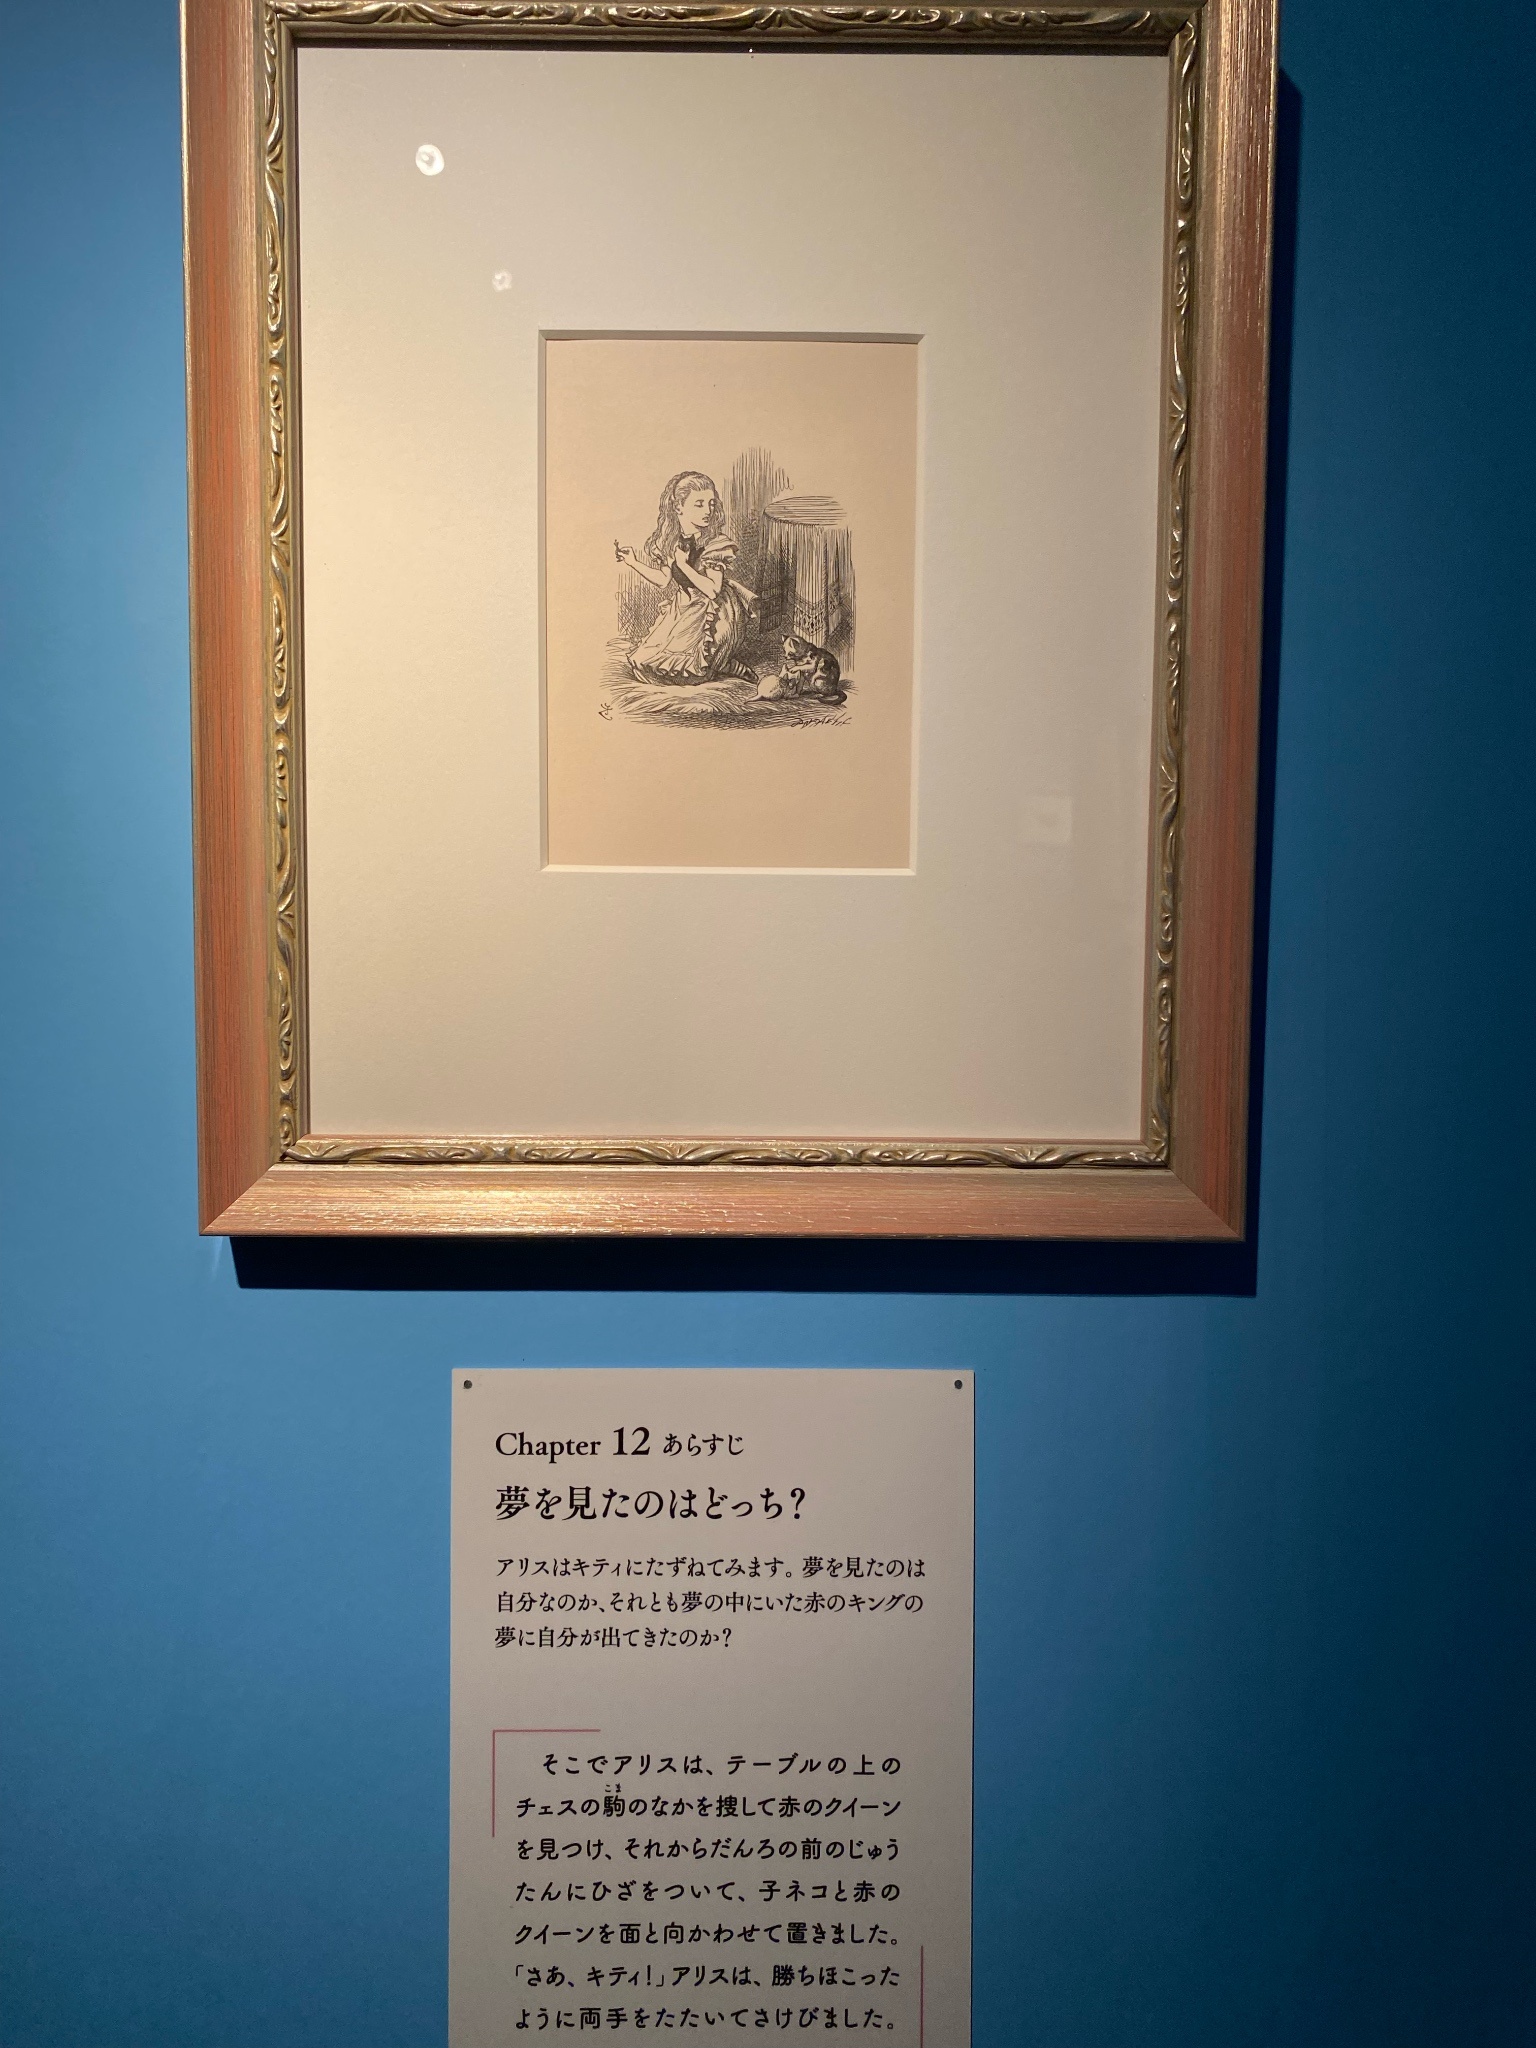 Chapter 12 あらすじ
夢を見たのはどっち?
アリスはキティにたずねてみます。夢を見たのは
自分なのか、それとも夢の中にいた赤のキングの
夢に自分が出てきたのか?
そこでアリスは、テーブルの上の
チェスの駒のなかを捜して赤のクイーン
を見つけ、それからだんろの前のじゅう
たんにひざをついて、子ネコと赤の
クイーンを面と向かわせて置きました。
「さあ、キティ!」アリスは、勝ちほこった
ように両手をたたいてさけびました。